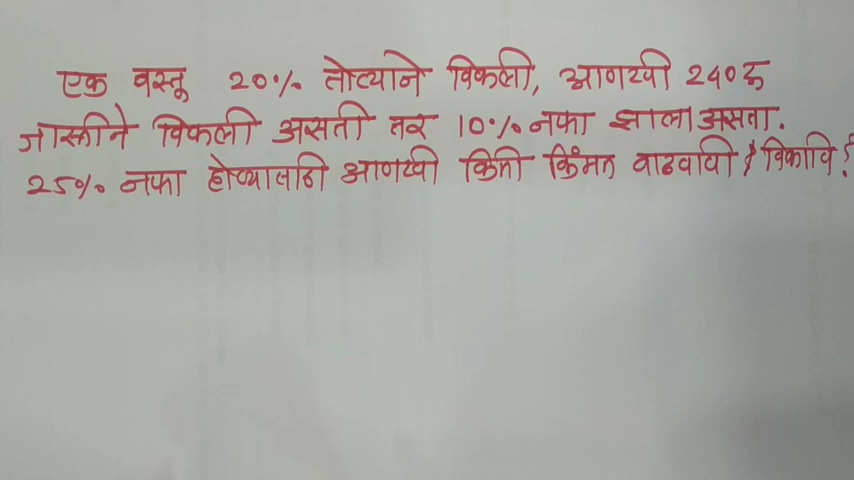 एक वस्तू 20% तोट्याने विकली, आणखी 240रु
जास्तीने विकली असती तर 10% नफा झाला असता.
25% नफा होण्यासाठी आणखी किती किंमत वाढवावी / विकावि?